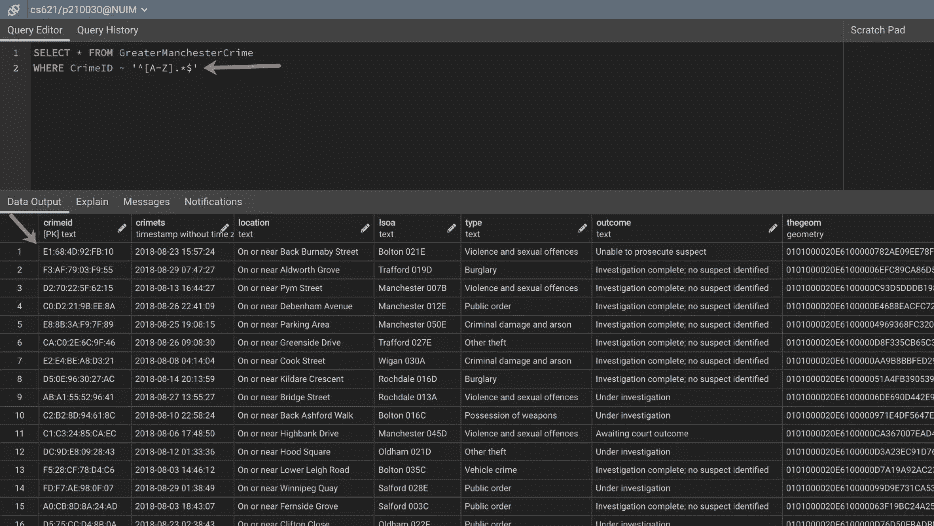 cs621/p210030@NUIM
Query Editor Query History Scratch Pad
1 SELECT * FROM GreaterManchesterCrime
2 WHERE CrimeID ~ '^[A-Z].*$'
Data Output Explain Messages Notifications
crimeid crimets location lsoa type outcome thegeom
[PK] text timestamp without time z text text text text geometry
1 E1:68:4D:92:FB:10 2018-08-23 15:57:24 On or near Back Burnaby Street Bolton 021E Violence and sexual offences Unable to prosecute suspect 0101000020E6100000782AE09EE78F
2 F3:AF:79:03:F9:55 2018-08-29 07:47:27 On or near Aldworth Grove Trafford 019D Burglary Investigation complete; no suspect identified 0101000020E61000006EFC89CA86D5
3 D2:70:22:5F:62:15 2018-08-13 16:44:27 On or near Pym Street Manchester 007B Violence and sexual offences Investigation complete; no suspect identified 0101000020E6100000C93D5DDDB198
4 C0:D2:21:9B:EE:8A 2018-08-26 22:41:09 On or near Debenham Avenue Manchester 012E Public order Investigation complete; no suspect identified 0101000020E6100000E4688EACFC72
5 E8:8B:3A:F9:7F:89 2018-08-25 19:08:15 On or near Parking Area Manchester 050E Criminal damage and arson Investigation complete; no suspect identified 0101000020E61000004969368FC320
6 CA:C0:2E:6C:9F:46 2018-08-26 09:08:30 On or near Greenside Drive Trafford 027E Other theft Investigation complete; no suspect identified 0101000020E6100000D8F335CB65C3
7 E2:E4:BE:A8:D3:21 2018-08-08 04:14:04 On or near Cook Street Wigan 030A Criminal damage and arson Investigation complete; no suspect identified 0101000020E6100000AA9B8BBFED29
8 D5:0E:96:30:27:AC 2018-08-14 20:13:59 On or near Kildare Crescent Rochdale 016D Burglary Investigation complete; no suspect identified 0101000020E6100000051A4FB390539
9 AB:A1:55:52:96:41 2018-08-27 13:55:27 On or near Bridge Street Rochdale 013A Violence and sexual offences Under investigation 0101000020E61000006DE690D442E9
10 C2:B2:8D:94:61:8C 2018-08-10 22:58:24 On or near Back Ashford Walk Bolton 016C Possession of weapons Under investigation 0101000020E6100000971E4DF5647E
11 C1:C3:24:85:CA:EC 2018-08-06 17:48:50 On or near Highbank Drive Manchester 045D Violence and sexual offences Awaiting court outcome 0101000020E6100000CA367007EAD4
12 DC:9D:E8:09:28:43 2018-08-12 01:33:36 On or near Hood Square Oldham 021D Other theft Under investigation 0101000020E6100000D3A23EC91D76
13 F5:28:CF:78:D4:C6 2018-08-03 14:46:12 On or near Lower Leigh Road Bolton 035C Vehicle crime Investigation complete; no suspect identified 0101000020E6100000D7A19A92AC2
14 FD:F7:AE:98:0F:07 2018-08-29 01:38:49 On or near Winnipeg Quay Salford 028E Public order Under investigation 0101000020E610000099D9E731CA53
15 A0:CB:8D:8A:24:AD 2018-08-03 18:43:07 On or near Fernside Grove Salford 003C Public order Investigation complete; no suspect identified 0101000020E61000003F19BC24A25
16 D5:75:CC:D4:8B:0A 2018-08-23 02:38:43 On or near Clifton Close Oldham 022F Public order Investigation complete; no suspect identified